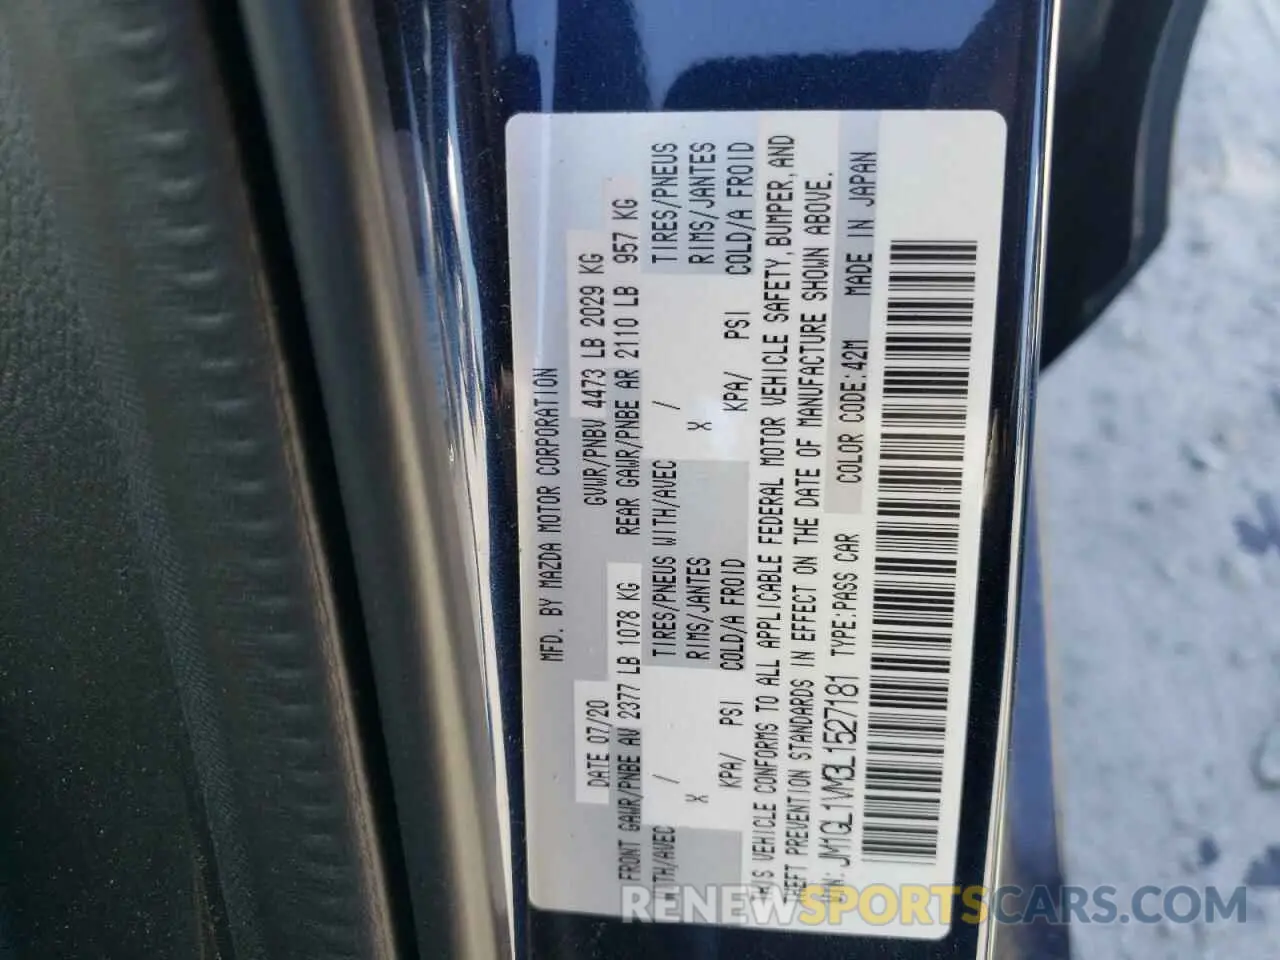 MFD. BY MAZDA MOTOR CORPORATION
DATE 07/20 GVWR/PNBV 4473 LB 2029 KG
FRONT GAWR/PNBE AV 2377 LB 1078 KG REAR GAWR/PNBE AR 2110 LB 957 KG
WITH/AVEC / TIRES/PNEUS WITH/AVEC / TIRES/PNEUS
X RIMS/JANTES X RIMS/JANTES
KPA/ PSI COLD/A FROID KPA/ PSI COLD/A FROID
THIS VEHICLE CONFORMS TO ALL APPLICABLE FEDERAL MOTOR VEHICLE SAFETY, BUMPER, AND
THEFT PREVENTION STANDARDS IN EFFECT ON THE DATE OF MANUFACTURE SHOWN ABOVE.
VIN: JM1GL1VM3L1527181 TYPE:PASS CAR COLOR CODE:42M MADE IN JAPAN
RENEWSPORTSCARS.COM